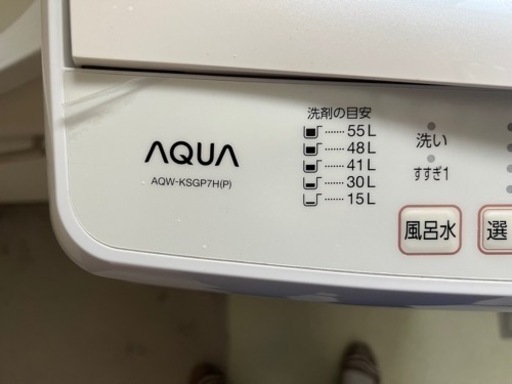 AQUA
AQW-KSGP7H(P)
洗剤の目安
……55L
……48L
……41L
……30L
……15L
洗い
すすぎ1
風呂水
選